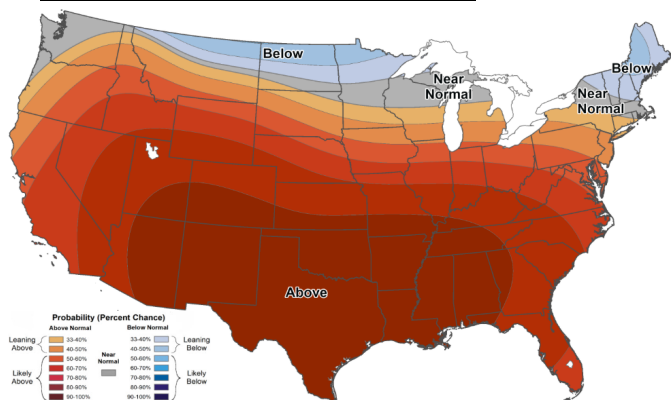 Below
Near
Normal
Below
Near
Normal
Above
Probability (Percent Chance)
Above Normal
Below Normal
Leaning
Above
33-40%
40-50%
Near
Normal
33-40%
40-50%
Leaning
Below
Likely
Above
50-60%
60-70%
70-80%
80-90%
90-100%
50-60%
60-70%
70-80%
80-90%
90-100%
Likely
Below